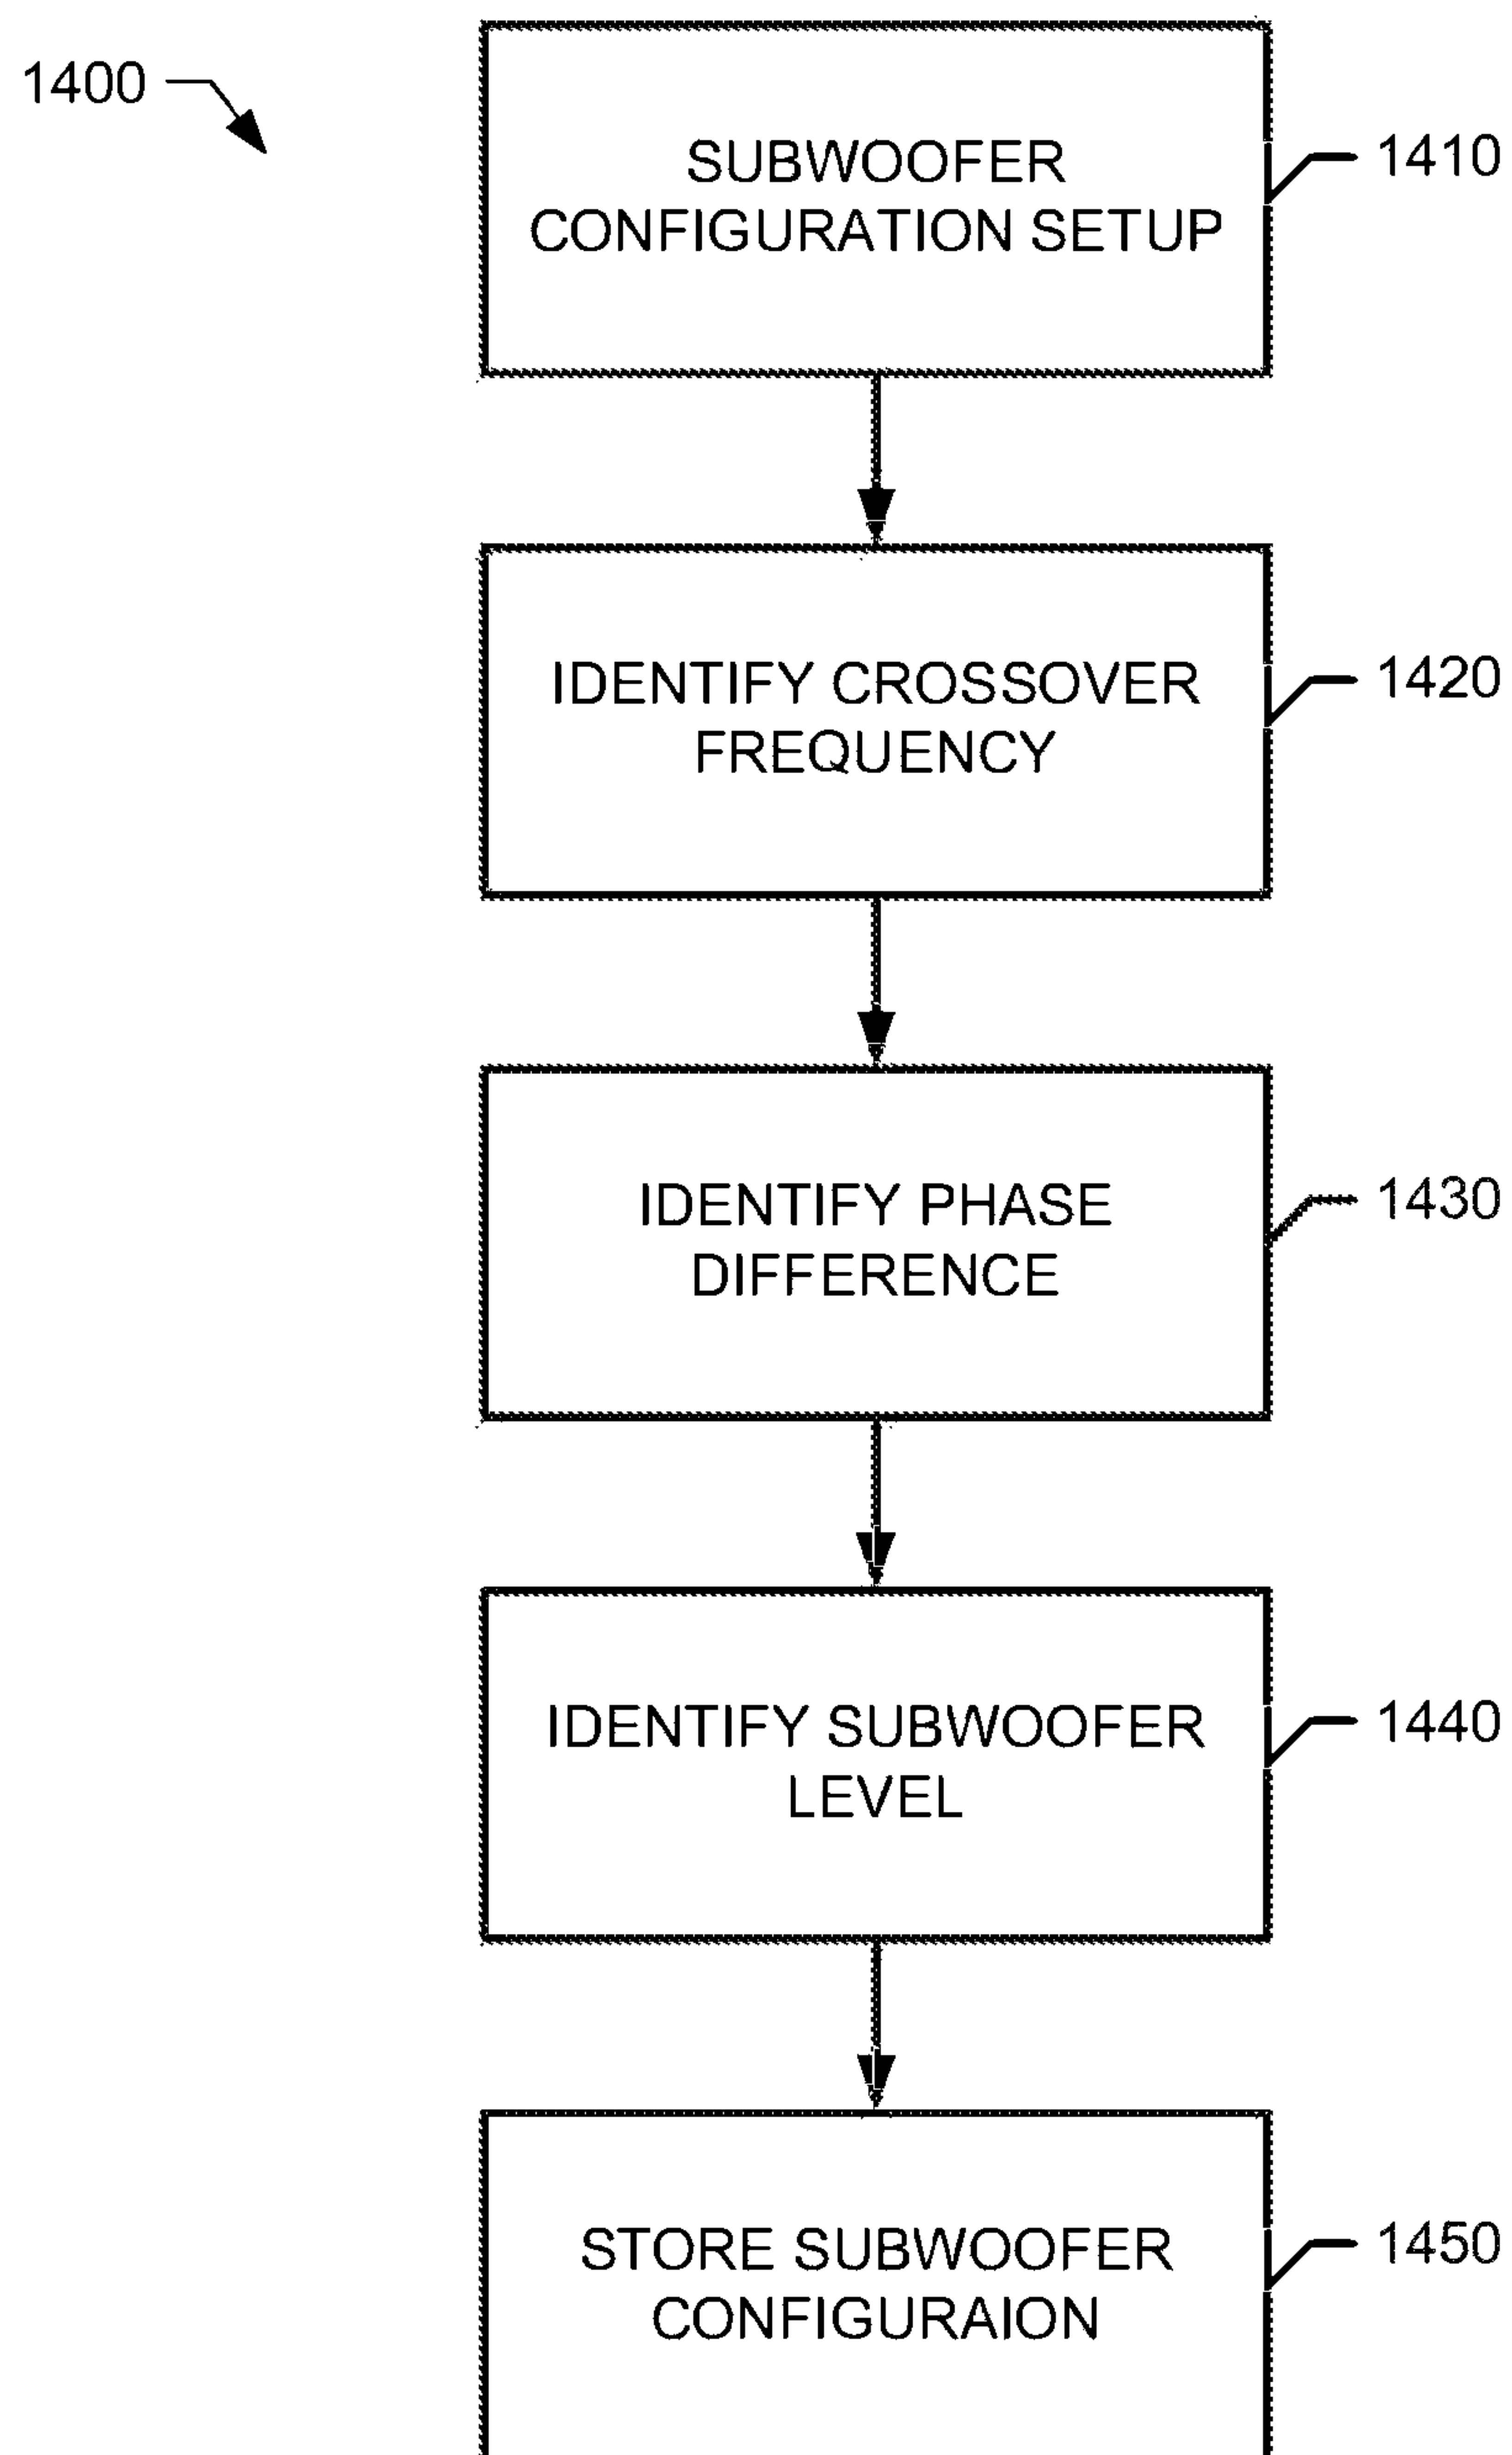 1400
SUBWOOFER
CONFIGURATION SETUP
1410
IDENTIFY CROSSOVER
FREQUENCY
1420
IDENTIFY PHASE
DIFFERENCE
1430
IDENTIFY SUBWOOFER
LEVEL
1440
STORE SUBWOOFER
CONFIGURAION
1450